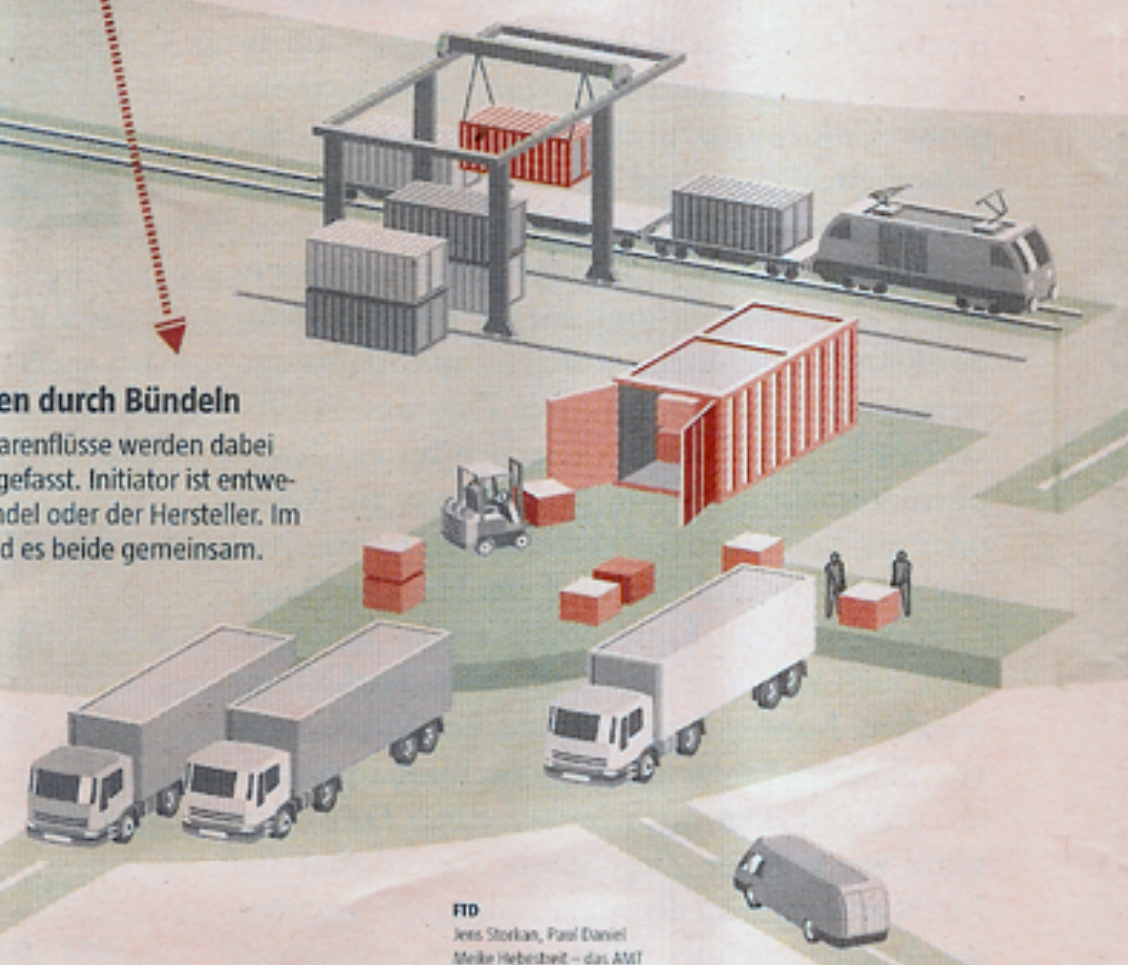 en durch Bündeln
arenflüsse werden dabei
gefasst. Initiator ist entwe-
ndel oder der Hersteller. Im
d es beide gemeinsam.
FTD
Jens Storkan, Paul Daniel
Meike Hebestreit – das AMT